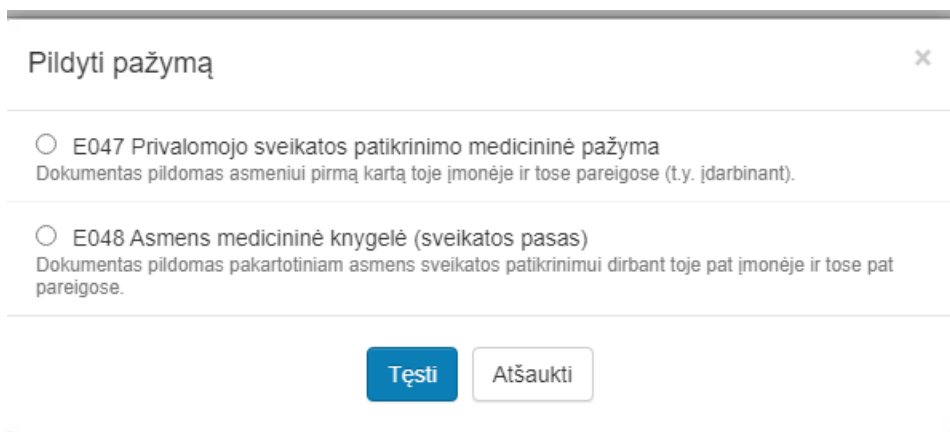 Pildyti pažymą ×
E047 Privalomojo sveikatos patikrinimo medicininė pažyma
Dokumentas pildomas asmeniui pirmą kartą toje įmonėje ir tose pareigose (t.y. įdarbinant).
E048 Asmens medicininė knygelė (sveikatos pasas)
Dokumentas pildomas pakartotiniam asmens sveikatos patikrinimui dirbant toje pat įmonėje ir tose pat
pareigose.
Tęsti Atšaukti